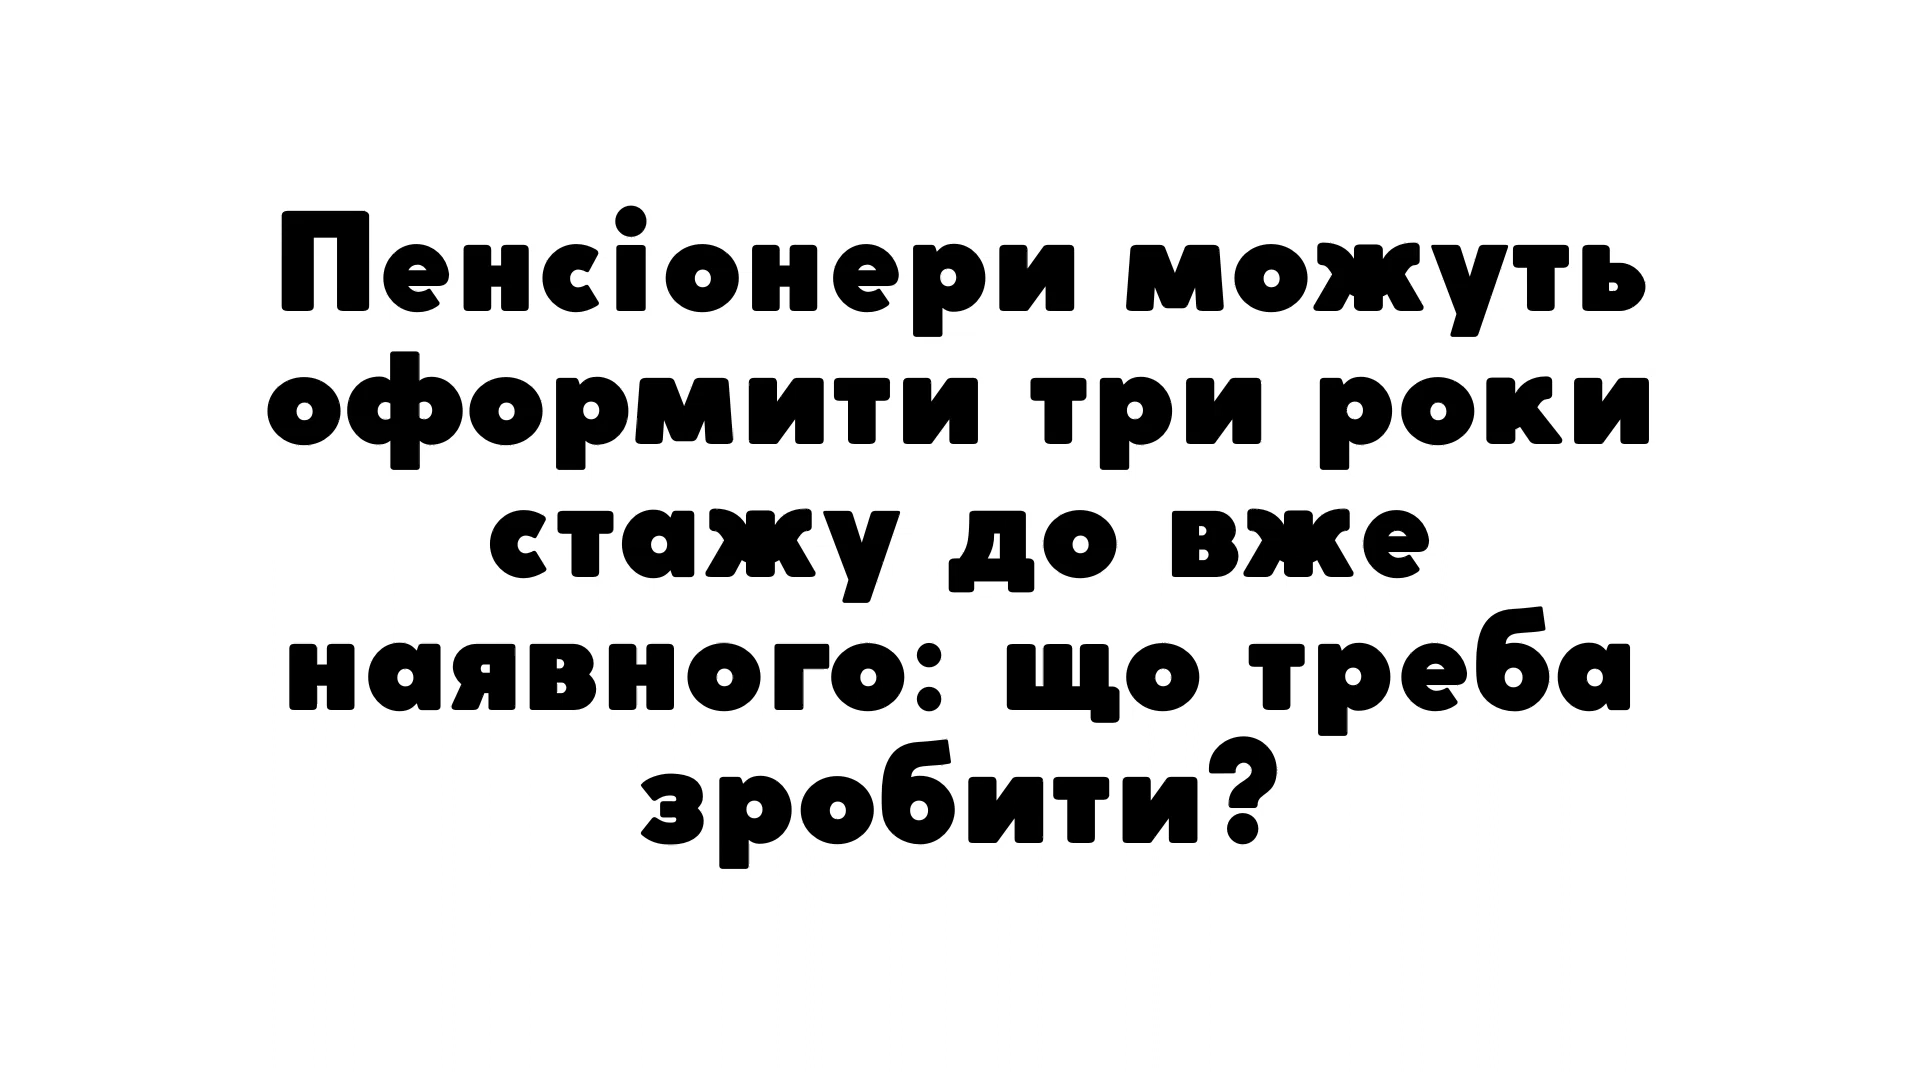 Пенсіонери можуть
оформити три роки
стажу до вже
наявного: що треба
зробити?